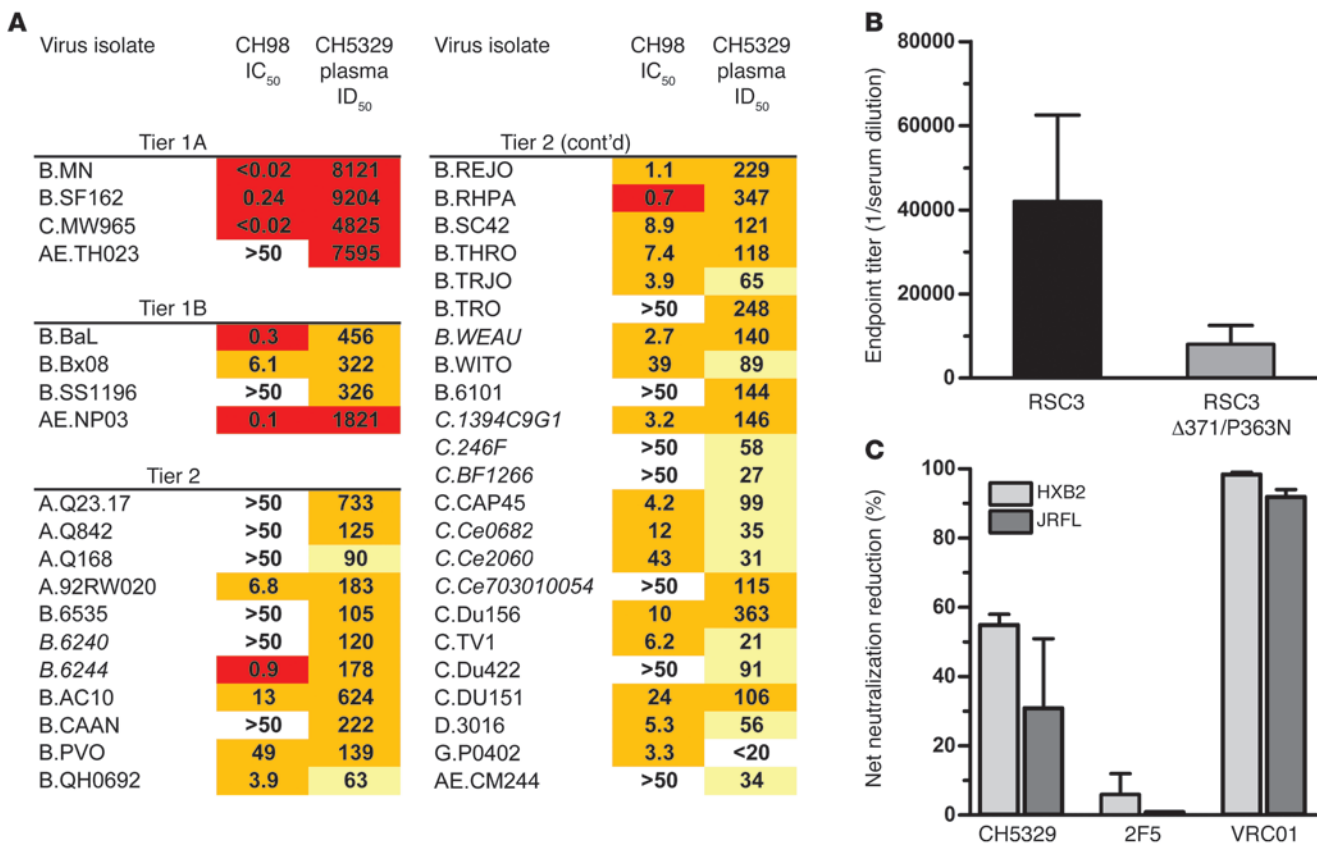 A
Virus isolate CH98 IC50 CH5329 plasma ID50
Tier 1A
B.MN <0.02 8121
B.SF162 0.24 9204
C.MW965 <0.02 4825
AE.TH023 >50 7595
Tier 1B
B.BaL 0.3 456
B.Bx08 6.1 322
B.SS1196 >50 326
AE.NP03 0.1 1821
Tier 2
A.Q23.17 >50 733
A.Q842 >50 125
A.Q168 >50 90
A.92RW020 6.8 183
B.6535 >50 105
B.6240 >50 120
B.6244 0.9 178
B.AC10 13 624
B.CAAN >50 222
B.PVO 49 139
B.QH0692 3.9 63
Virus isolate CH98 IC50 CH5329 plasma ID50
Tier 2 (cont'd)
B.REJO 1.1 229
B.RHPA 0.7 347
B.SC42 8.9 121
B.THRO 7.4 118
B.TRJO 3.9 65
B.TRO >50 248
B.WEAU 2.7 140
B.WITO 39 89
B.6101 >50 144
C.1394C9G1 3.2 146
C.246F >50 58
C.BF1266 >50 27
C.CAP45 4.2 99
C.Ce0682 12 35
C.Ce2060 43 31
C.Ce703010054 >50 115
C.Du156 10 363
C.TV1 6.2 21
C.Du422 >50 91
C.DU151 24 106
D.3016 5.3 56
G.P0402 3.3 <20
AE.CM244 >50 34
B
Endpoint titer (1/serum dilution)
80000
60000
40000
20000
0
RSC3 RSC3
Δ371/P363N
C
Net neutralization reduction (%)
100
80
60
40
20
0
HXB2
JRFL
CH5329 2F5 VRC01